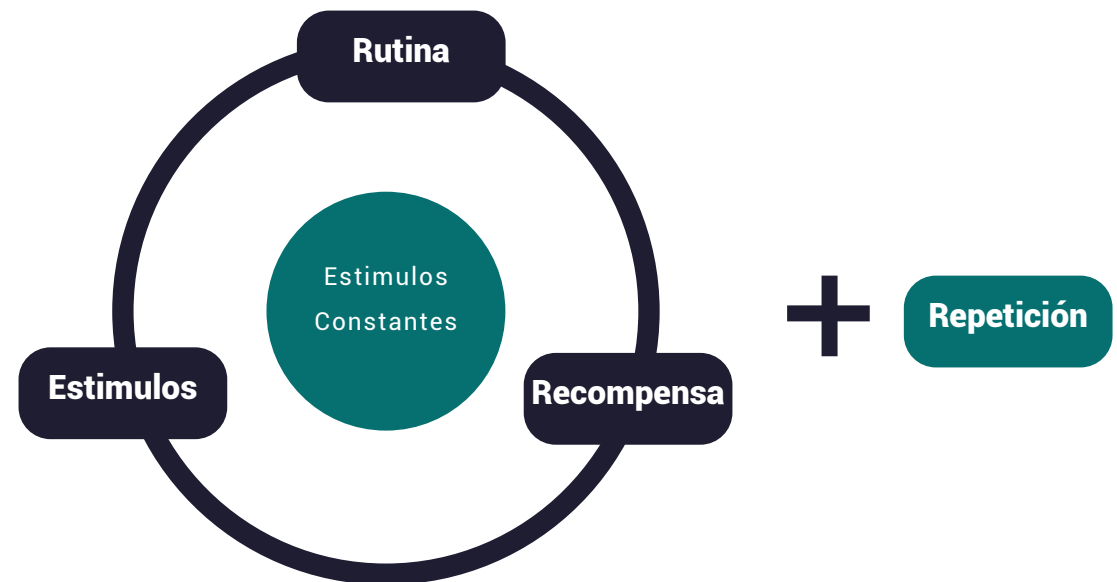 Rutina
Estimulos
Constantes
Estimulos
Recompensa
Repetición